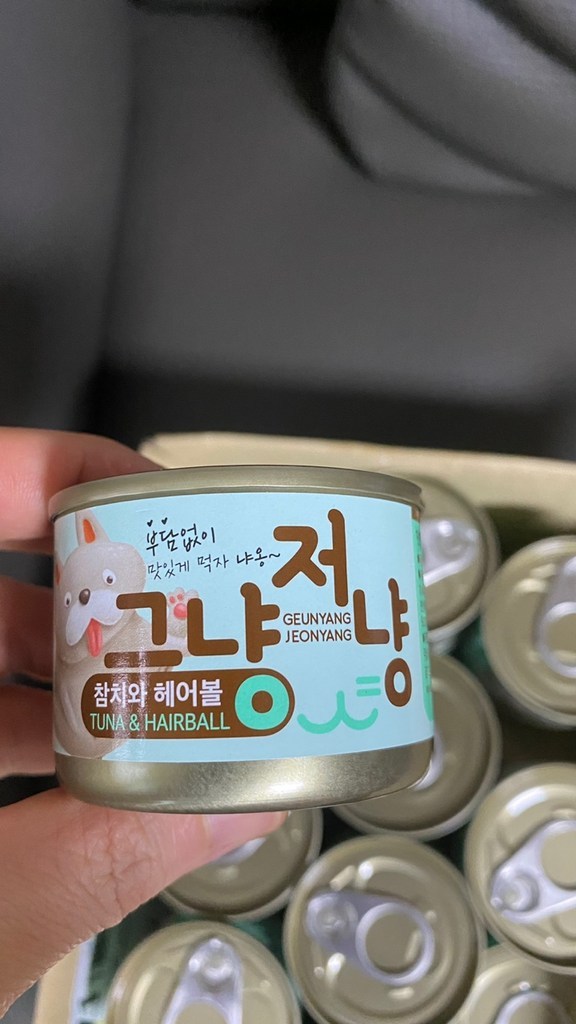 부담없이
맛있게 먹자 냐옹~
그냥저냥
GEUNYANG
JEONYANG
참치와 헤어볼
TUNA & HAIRBALL